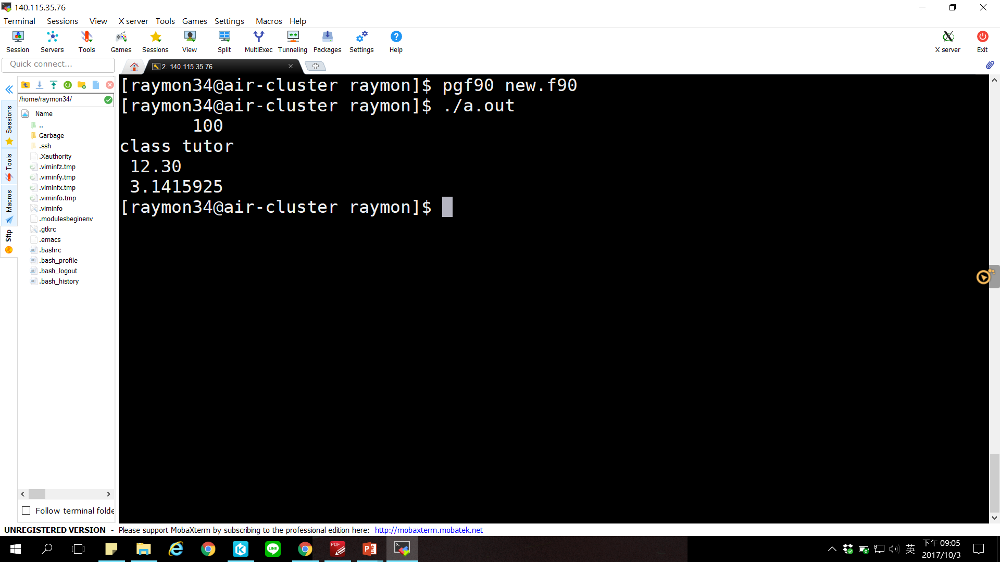 140.115.35.76
Terminal Sessions View X server Tools Games Settings Macros Help
Session Servers Tools Games Sessions View Split MultiExec Tunneling Packages Settings Help X server Exit
Quick connect...
2. 140.115.35.76
/home/raymon34/
Name
..
Garbage
.ssh
.Xauthority
.viminfz.tmp
.viminfy.tmp
.viminfx.tmp
.viminfo.tmp
.viminfo
.modulesbeginenv
.gtkrc
.emacs
.bashrc
.bash_profile
.bash_logout
.bash_history
Follow terminal folde
Sessions
Tools
Macros
Sftp
[raymon34@air-cluster raymon]$ pgf90 new.f90
[raymon34@air-cluster raymon]$ ./a.out
100
class tutor
12.30
3.1415925
[raymon34@air-cluster raymon]$
UNREGISTERED VERSION - Please support MobaXterm by subscribing to the professional edition here: http://mobaxterm.mobatek.net
PDF
LINE
英
下午 09:05
2017/10/3